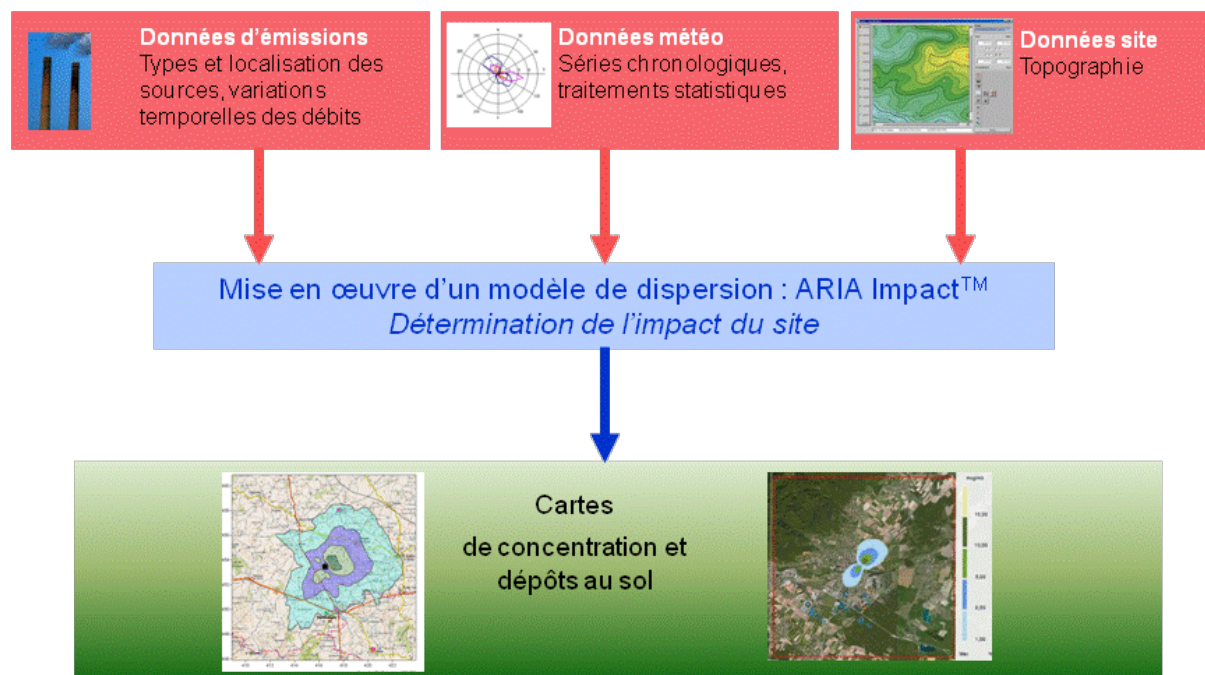 Données d’émissions
Types et localisation des
sources, variations
temporelles des débits
Données météo
Séries chronologiques,
traitements statistiques
Données site
Topographie
Mise en œuvre d’un modèle de dispersion : ARIA Impact™
Détermination de l’impact du site
Cartes
de concentration et
dépôts au sol